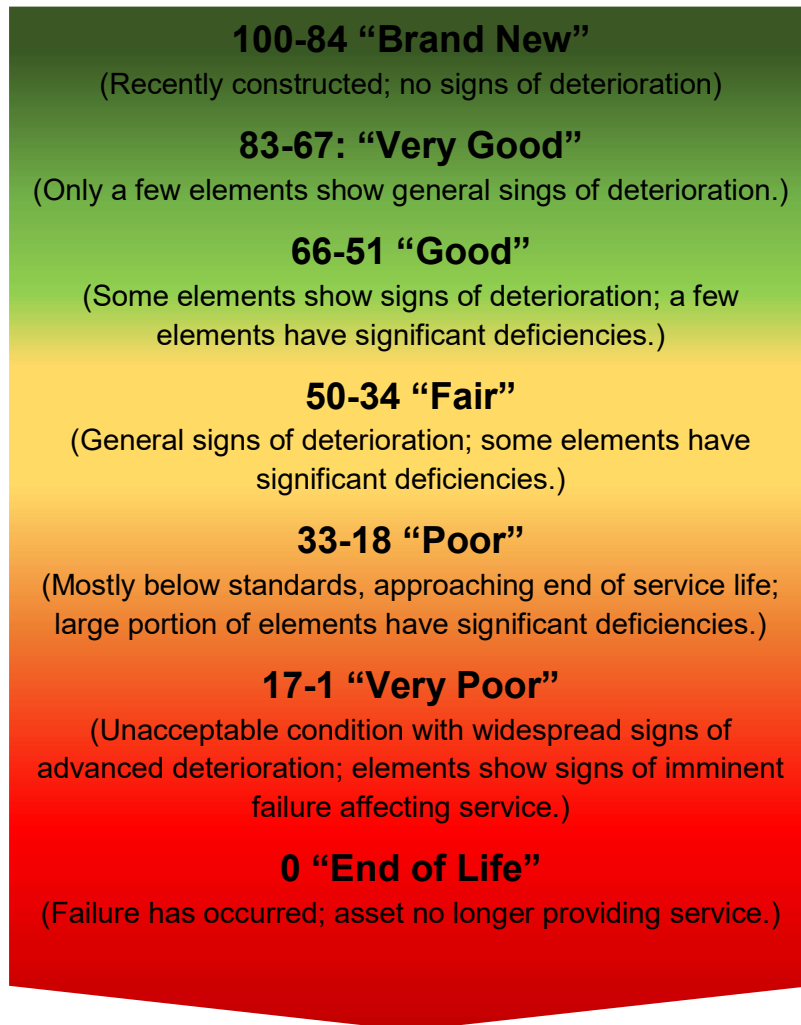 100-84 “Brand New”
(Recently constructed; no signs of deterioration)
83-67: “Very Good”
(Only a few elements show general sings of deterioration.)
66-51 “Good”
(Some elements show signs of deterioration; a few
elements have significant deficiencies.)
50-34 “Fair”
(General signs of deterioration; some elements have
significant deficiencies.)
33-18 “Poor”
(Mostly below standards, approaching end of service life;
large portion of elements have significant deficiencies.)
17-1 “Very Poor”
(Unacceptable condition with widespread signs of
advanced deterioration; elements show signs of imminent
failure affecting service.)
0 “End of Life”
(Failure has occurred; asset no longer providing service.)